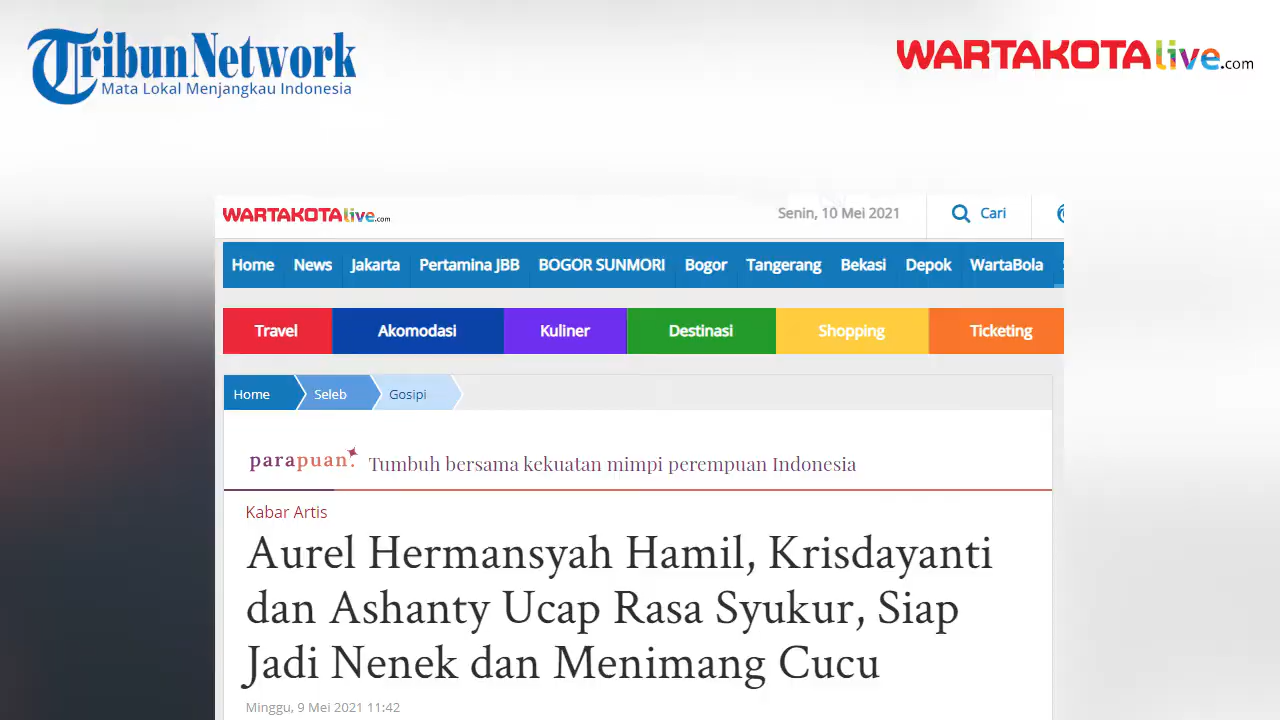 Tribun Network
Mata Lokal Menjangkau Indonesia
WARTAKOTAlive.com
WARTAKOTAlive.com
Senin, 10 Mei 2021
Cari
Home News Jakarta Pertamina JBB BOGOR SUNMORI Bogor Tangerang Bekasi Depok WartaBola
Travel Akomodasi Kuliner Destinasi Shopping Ticketing
Home Seleb Gosipi
parapuan. Tumbuh bersama kekuatan mimpi perempuan Indonesia
Kabar Artis
Aurel Hermansyah Hamil, Krisdayanti
dan Ashanty Ucap Rasa Syukur, Siap
Jadi Nenek dan Menimang Cucu
Minggu, 9 Mei 2021 11:42